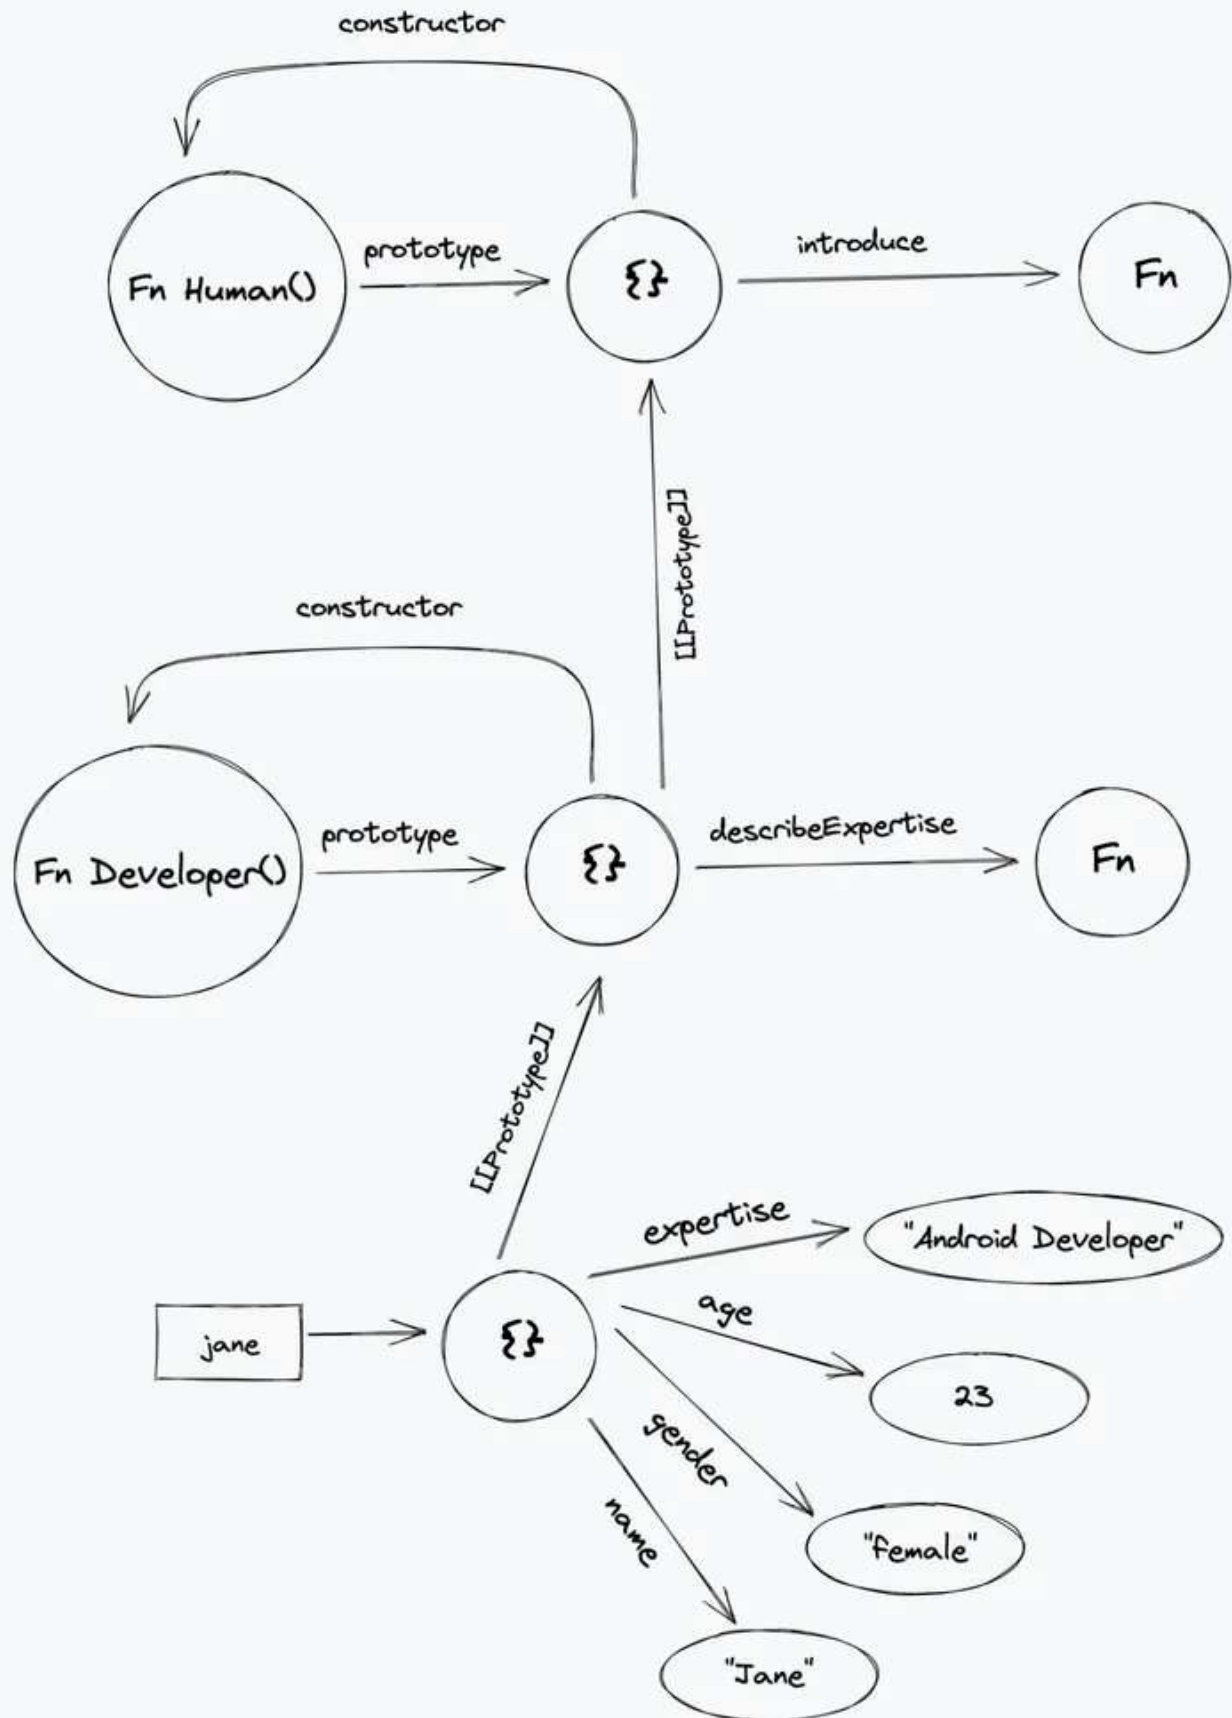 constructor
Fn Human()
prototype
{}
introduce
Fn
[[Prototype]]
constructor
Fn Developer()
prototype
{}
describeExpertise
Fn
[[Prototype]]
jane
{}
expertise
"Android Developer"
age
23
gender
"female"
name
"Jane"